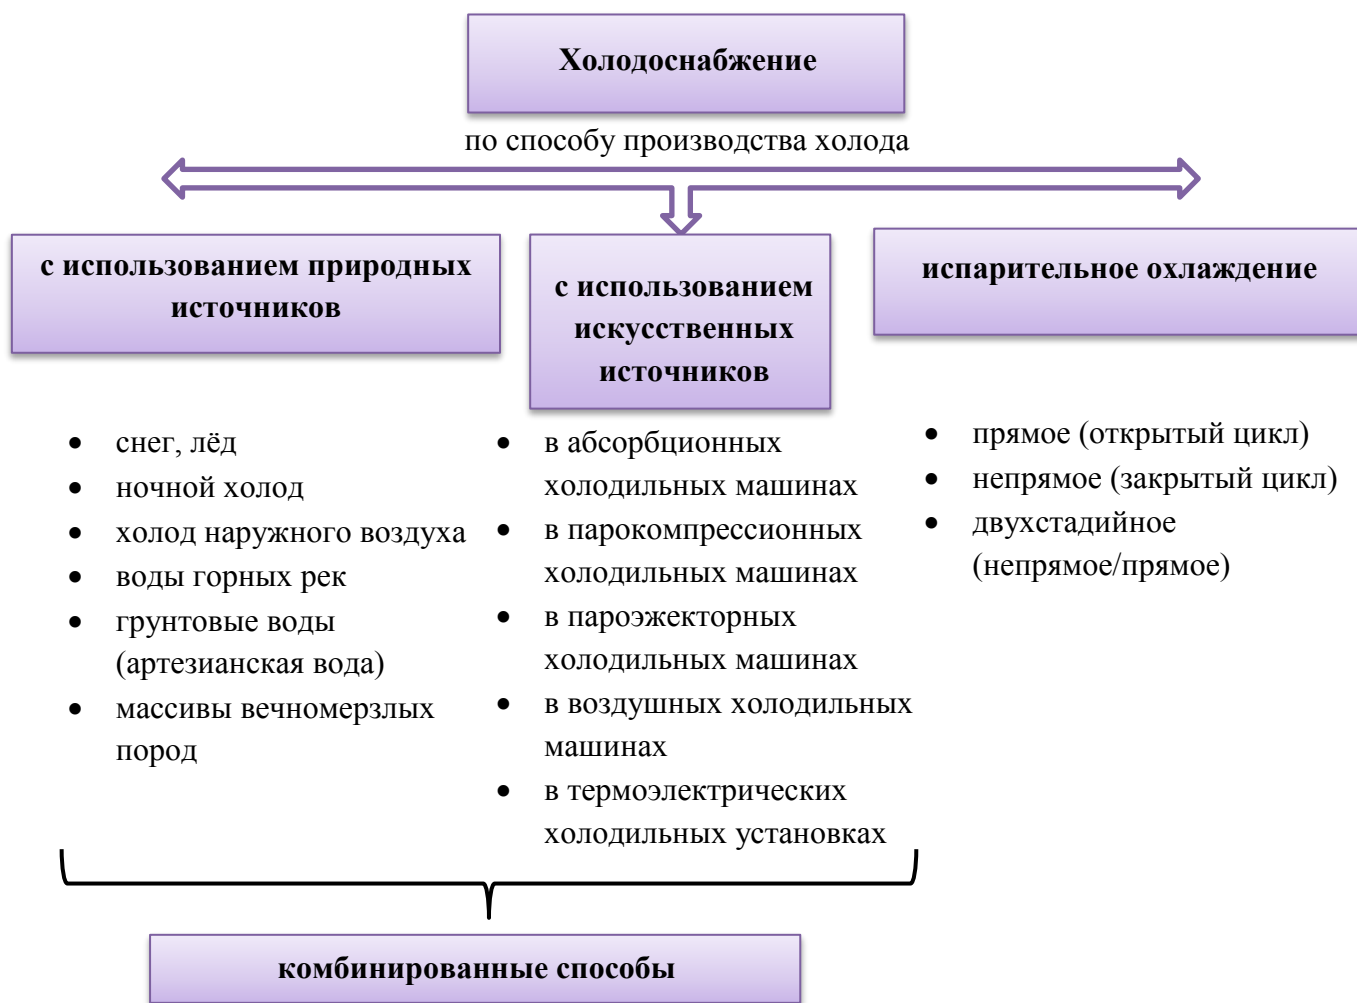 Холодоснабжение
по способу производства холода
с использованием природных
источников
снег, лёд
ночной холод
холод наружного воздуха
воды горных рек
грунтовые воды
(артезианская вода)
массивы вечномерзлых
пород
с использованием
искусственных
источников
в абсорбционных
холодильных машинах
в парокомпрессионных
холодильных машинах
в пароэжекторных
холодильных машинах
в воздушных холодильных
машинах
в термоэлектрических
холодильных установках
испарительное охлаждение
прямое (открытый цикл)
непрямое (закрытый цикл)
двухстадийное
(непрямое/прямое)
комбинированные способы